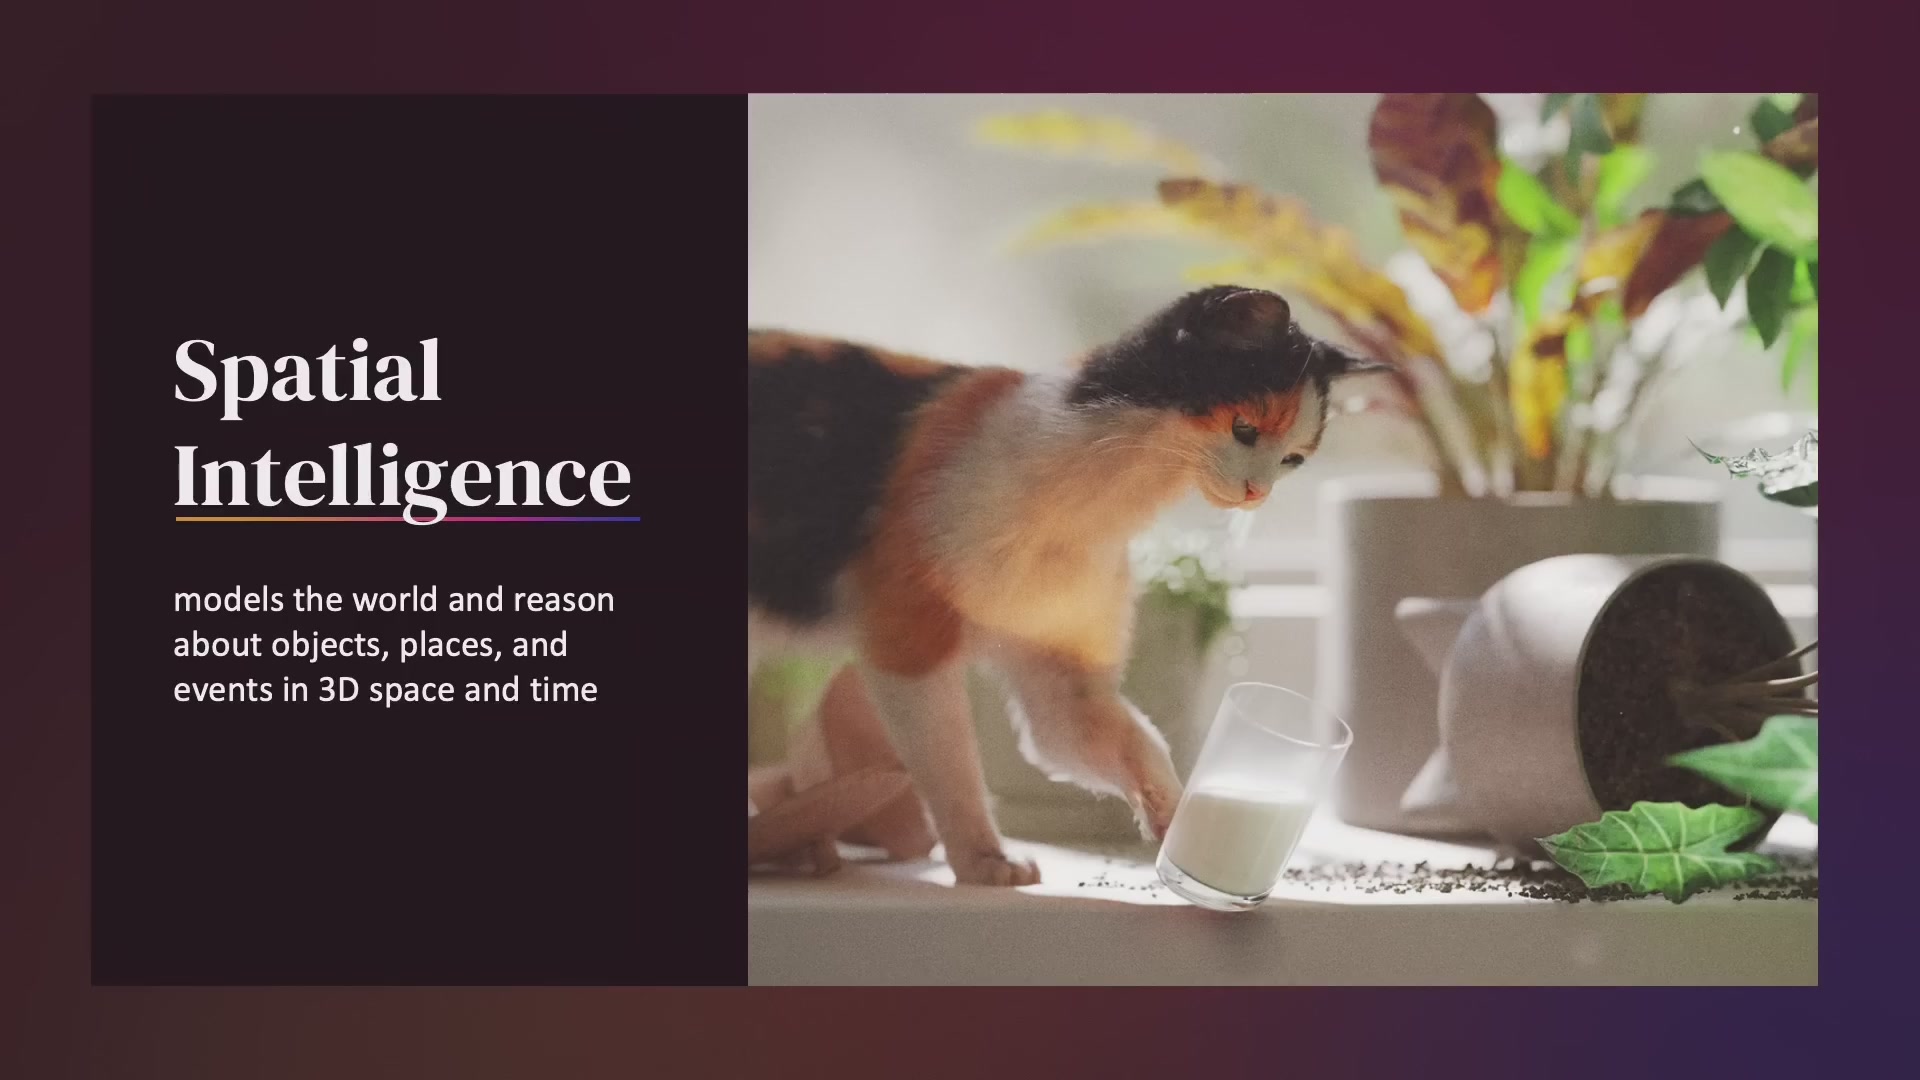 Spatial
Intelligence
models the world and reason
about objects, places, and
events in 3D space and time